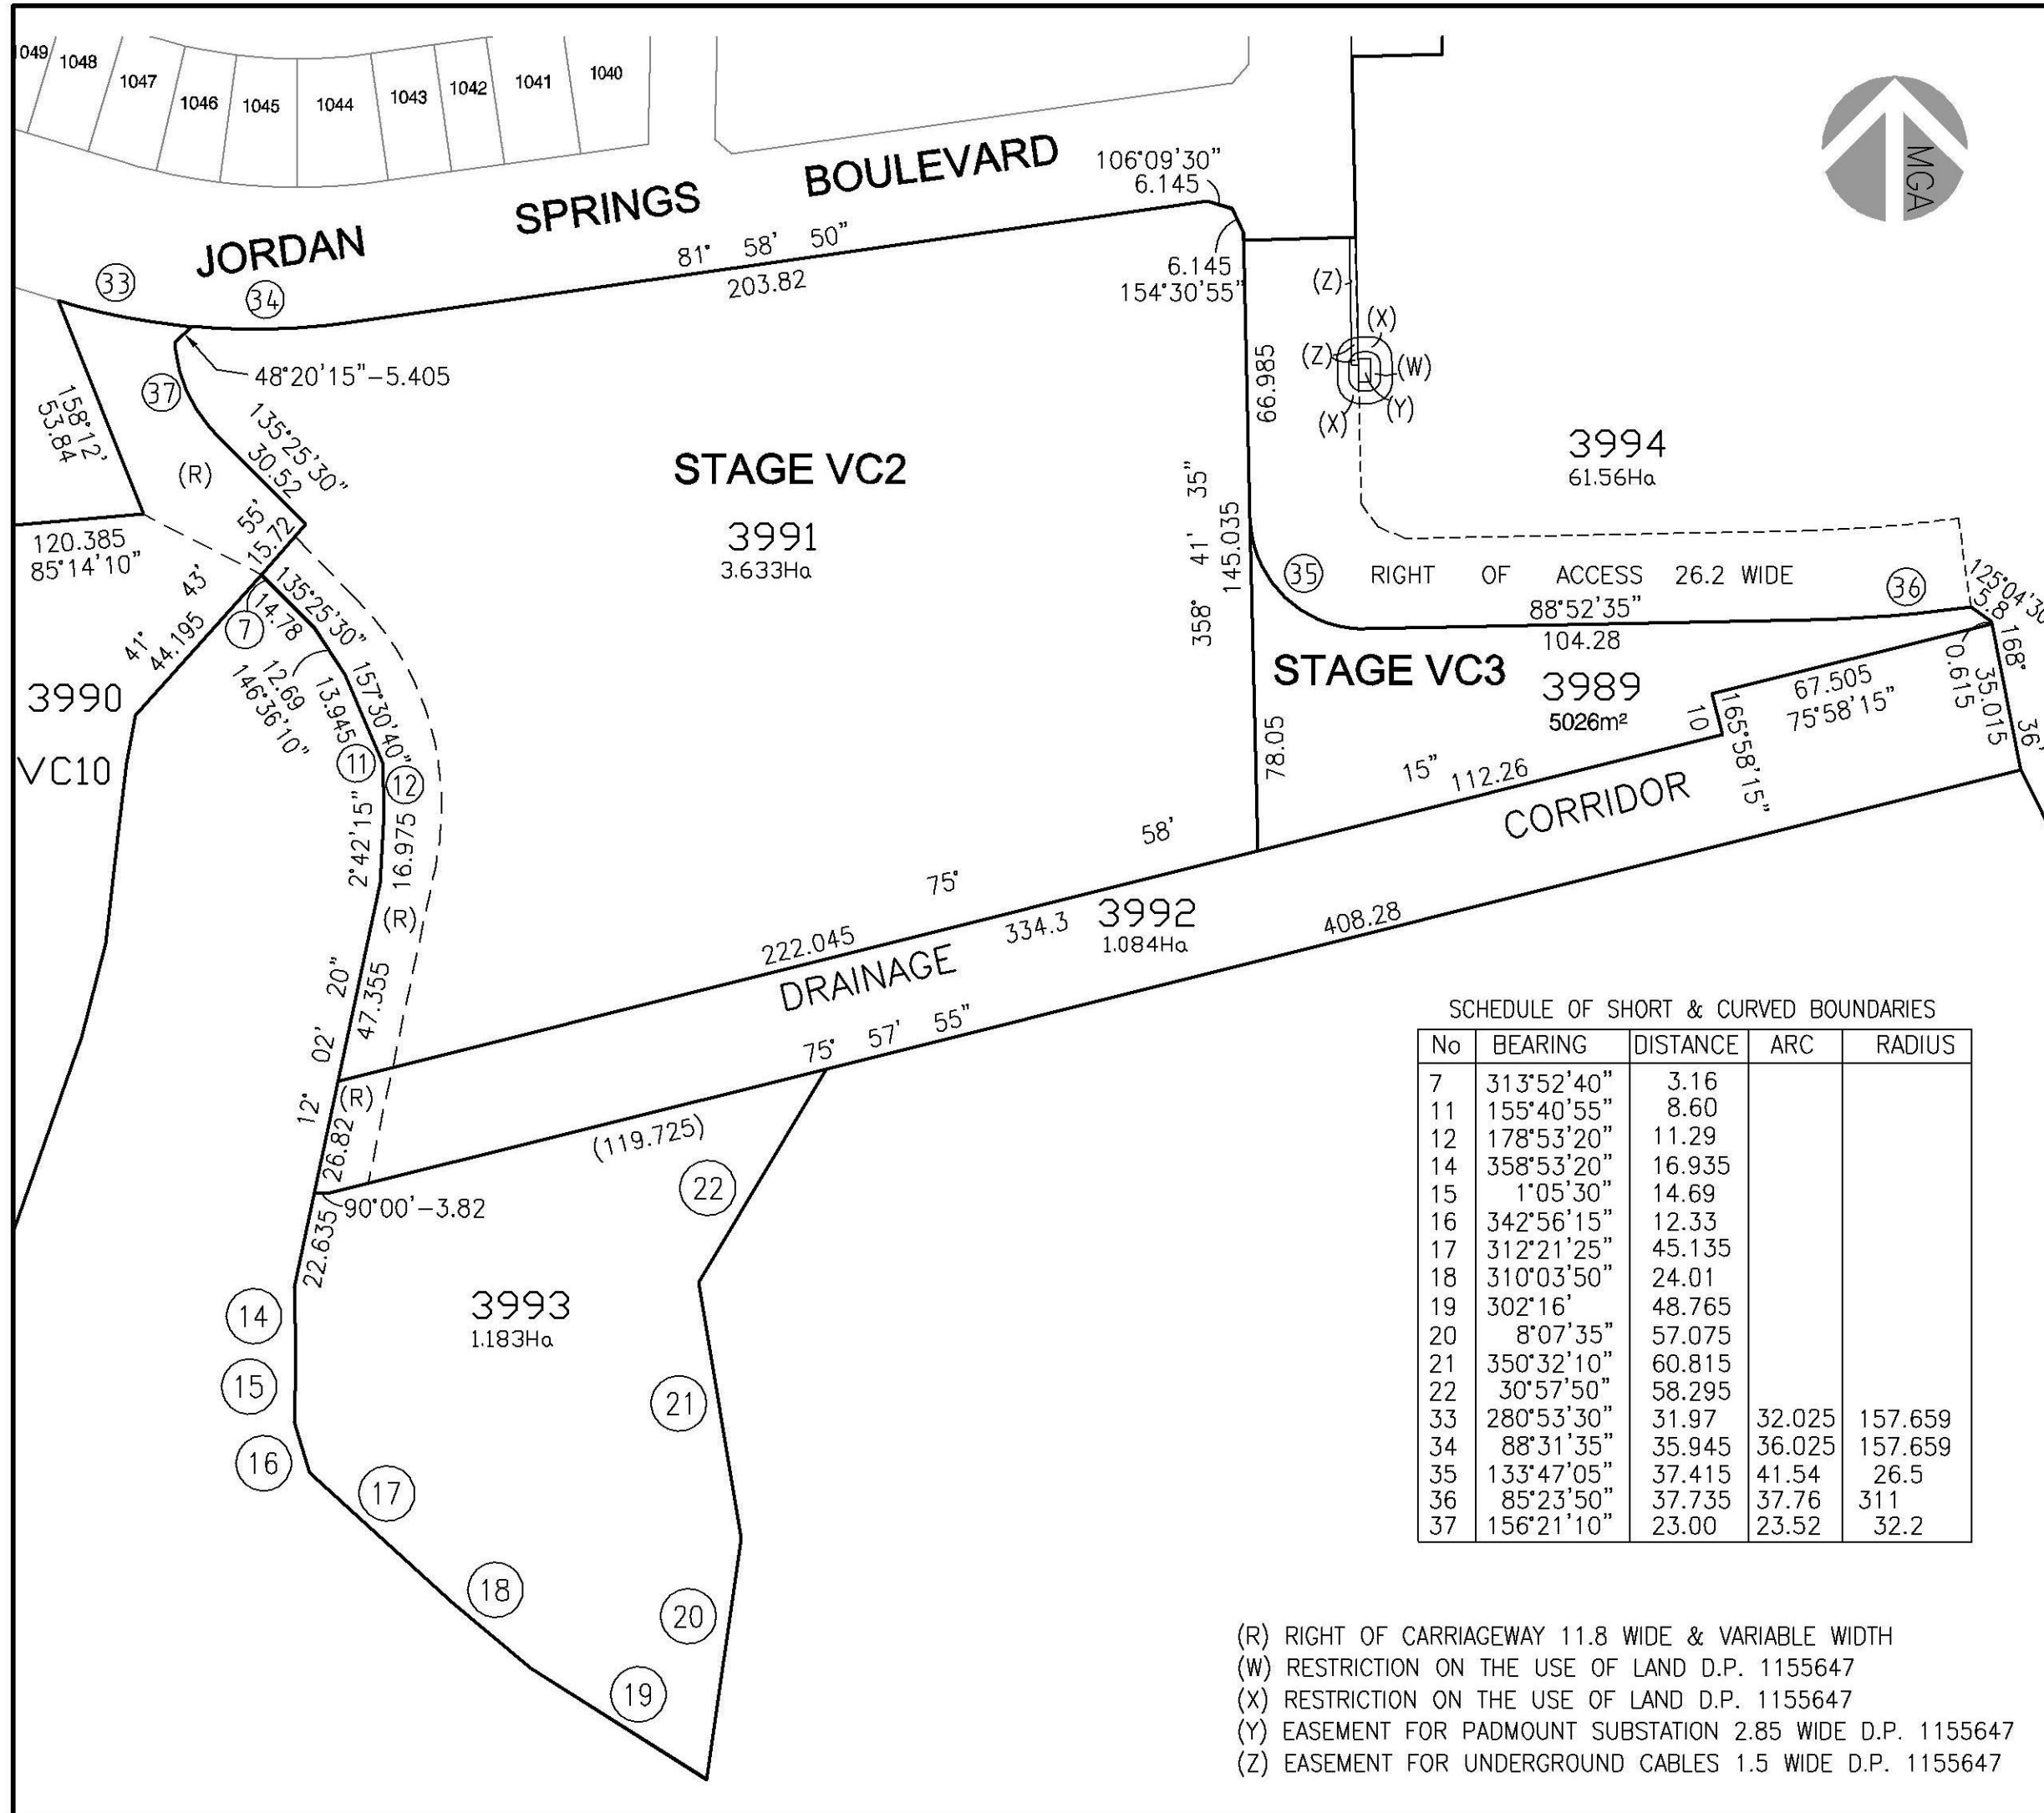 1049
1048
1047
1046
1045
1044
1043
1042
1041
1040
JORDAN SPRINGS BOULEVARD
MGA
106°09'30"
6.145
81° 58' 50"
203.82
6.145
154°30'55"
33
34
48°20'15"-5.405
37
158°12'
53.84
135°25'30"
30.52
(R)
55"
15.72
120.385
85°14'10"
43'
41°
44.195
7
135°25'30"
14.78
12.69
146°36'10"
157°30'40"
13.945
11
12
2°42'15"
16.975
(R)
3990
VC10
STAGE VC2
3991
3.633Ha
66.985
(Z)
(X)
(Z)
(W)
(X)
(Y)
3994
61.56Ha
358° 41' 35"
145.035
35
RIGHT OF ACCESS 26.2 WIDE
36
88°52'35"
104.28
125°04'30
5.8
STAGE VC3
3989
5026m²
67.505
75°58'15"
0.615
168° 36'
35.015
10
165°58'15"
78.05
75° 58' 15"
112.26
222.045
334.3
DRAINAGE CORRIDOR
3992
1.084Ha
408.28
75° 57' 55"
12° 02' 20"
47.355
(R)
26.82
(119.725)
90°00'-3.82
22.635
3993
1.183Ha
14
15
16
17
18
19
20
21
22
SCHEDULE OF SHORT & CURVED BOUNDARIES
No BEARING DISTANCE ARC RADIUS
7 313°52'40" 3.16
11 155°40'55" 8.60
12 178°53'20" 11.29
14 358°53'20" 16.935
15 1°05'30" 14.69
16 342°56'15" 12.33
17 312°21'25" 45.135
18 310°03'50" 24.01
19 302°16' 48.765
20 8°07'35" 57.075
21 350°32'10" 60.815
22 30°57'50" 58.295
33 280°53'30" 31.97 32.025 157.659
34 88°31'35" 35.945 36.025 157.659
35 133°47'05" 37.415 41.54 26.5
36 85°23'50" 37.735 37.76 311
37 156°21'10" 23.00 23.52 32.2
(R) RIGHT OF CARRIAGEWAY 11.8 WIDE & VARIABLE WIDTH
(W) RESTRICTION ON THE USE OF LAND D.P. 1155647
(X) RESTRICTION ON THE USE OF LAND D.P. 1155647
(Y) EASEMENT FOR PADMOUNT SUBSTATION 2.85 WIDE D.P. 1155647
(Z) EASEMENT FOR UNDERGROUND CABLES 1.5 WIDE D.P. 1155647